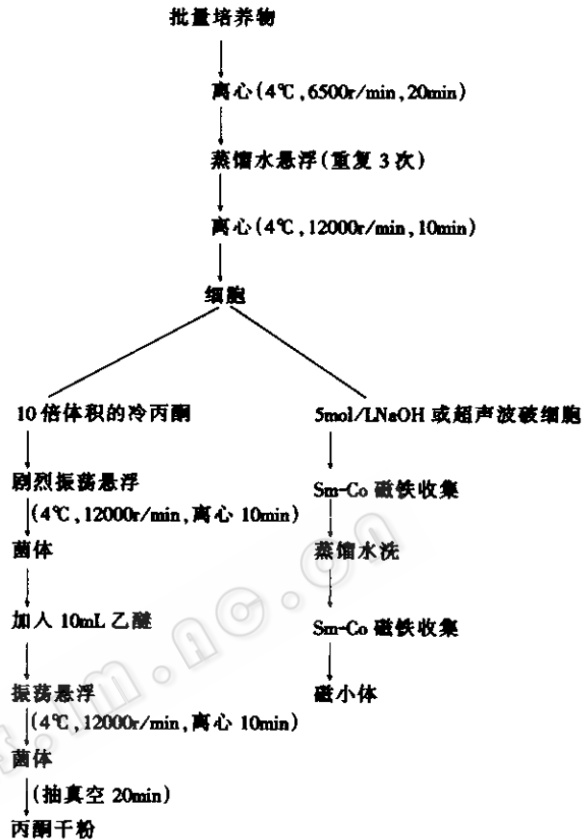 批量培养物
离心(4℃,6500r/min,20min)
蒸馏水悬浮(重复3次)
离心(4℃,12000r/min,10min)
细胞
10倍体积的冷丙酮
剧烈振荡悬浮
(4℃,12000r/min,离心10min)
菌体
加入10mL乙醚
振荡悬浮
(4℃,12000r/min,离心10min)
菌体
(抽真空20min)
丙酮干粉
5mol/LNaOH或超声波破细胞
Sm-Co磁铁收集
蒸馏水洗
Sm-Co磁铁收集
磁小体